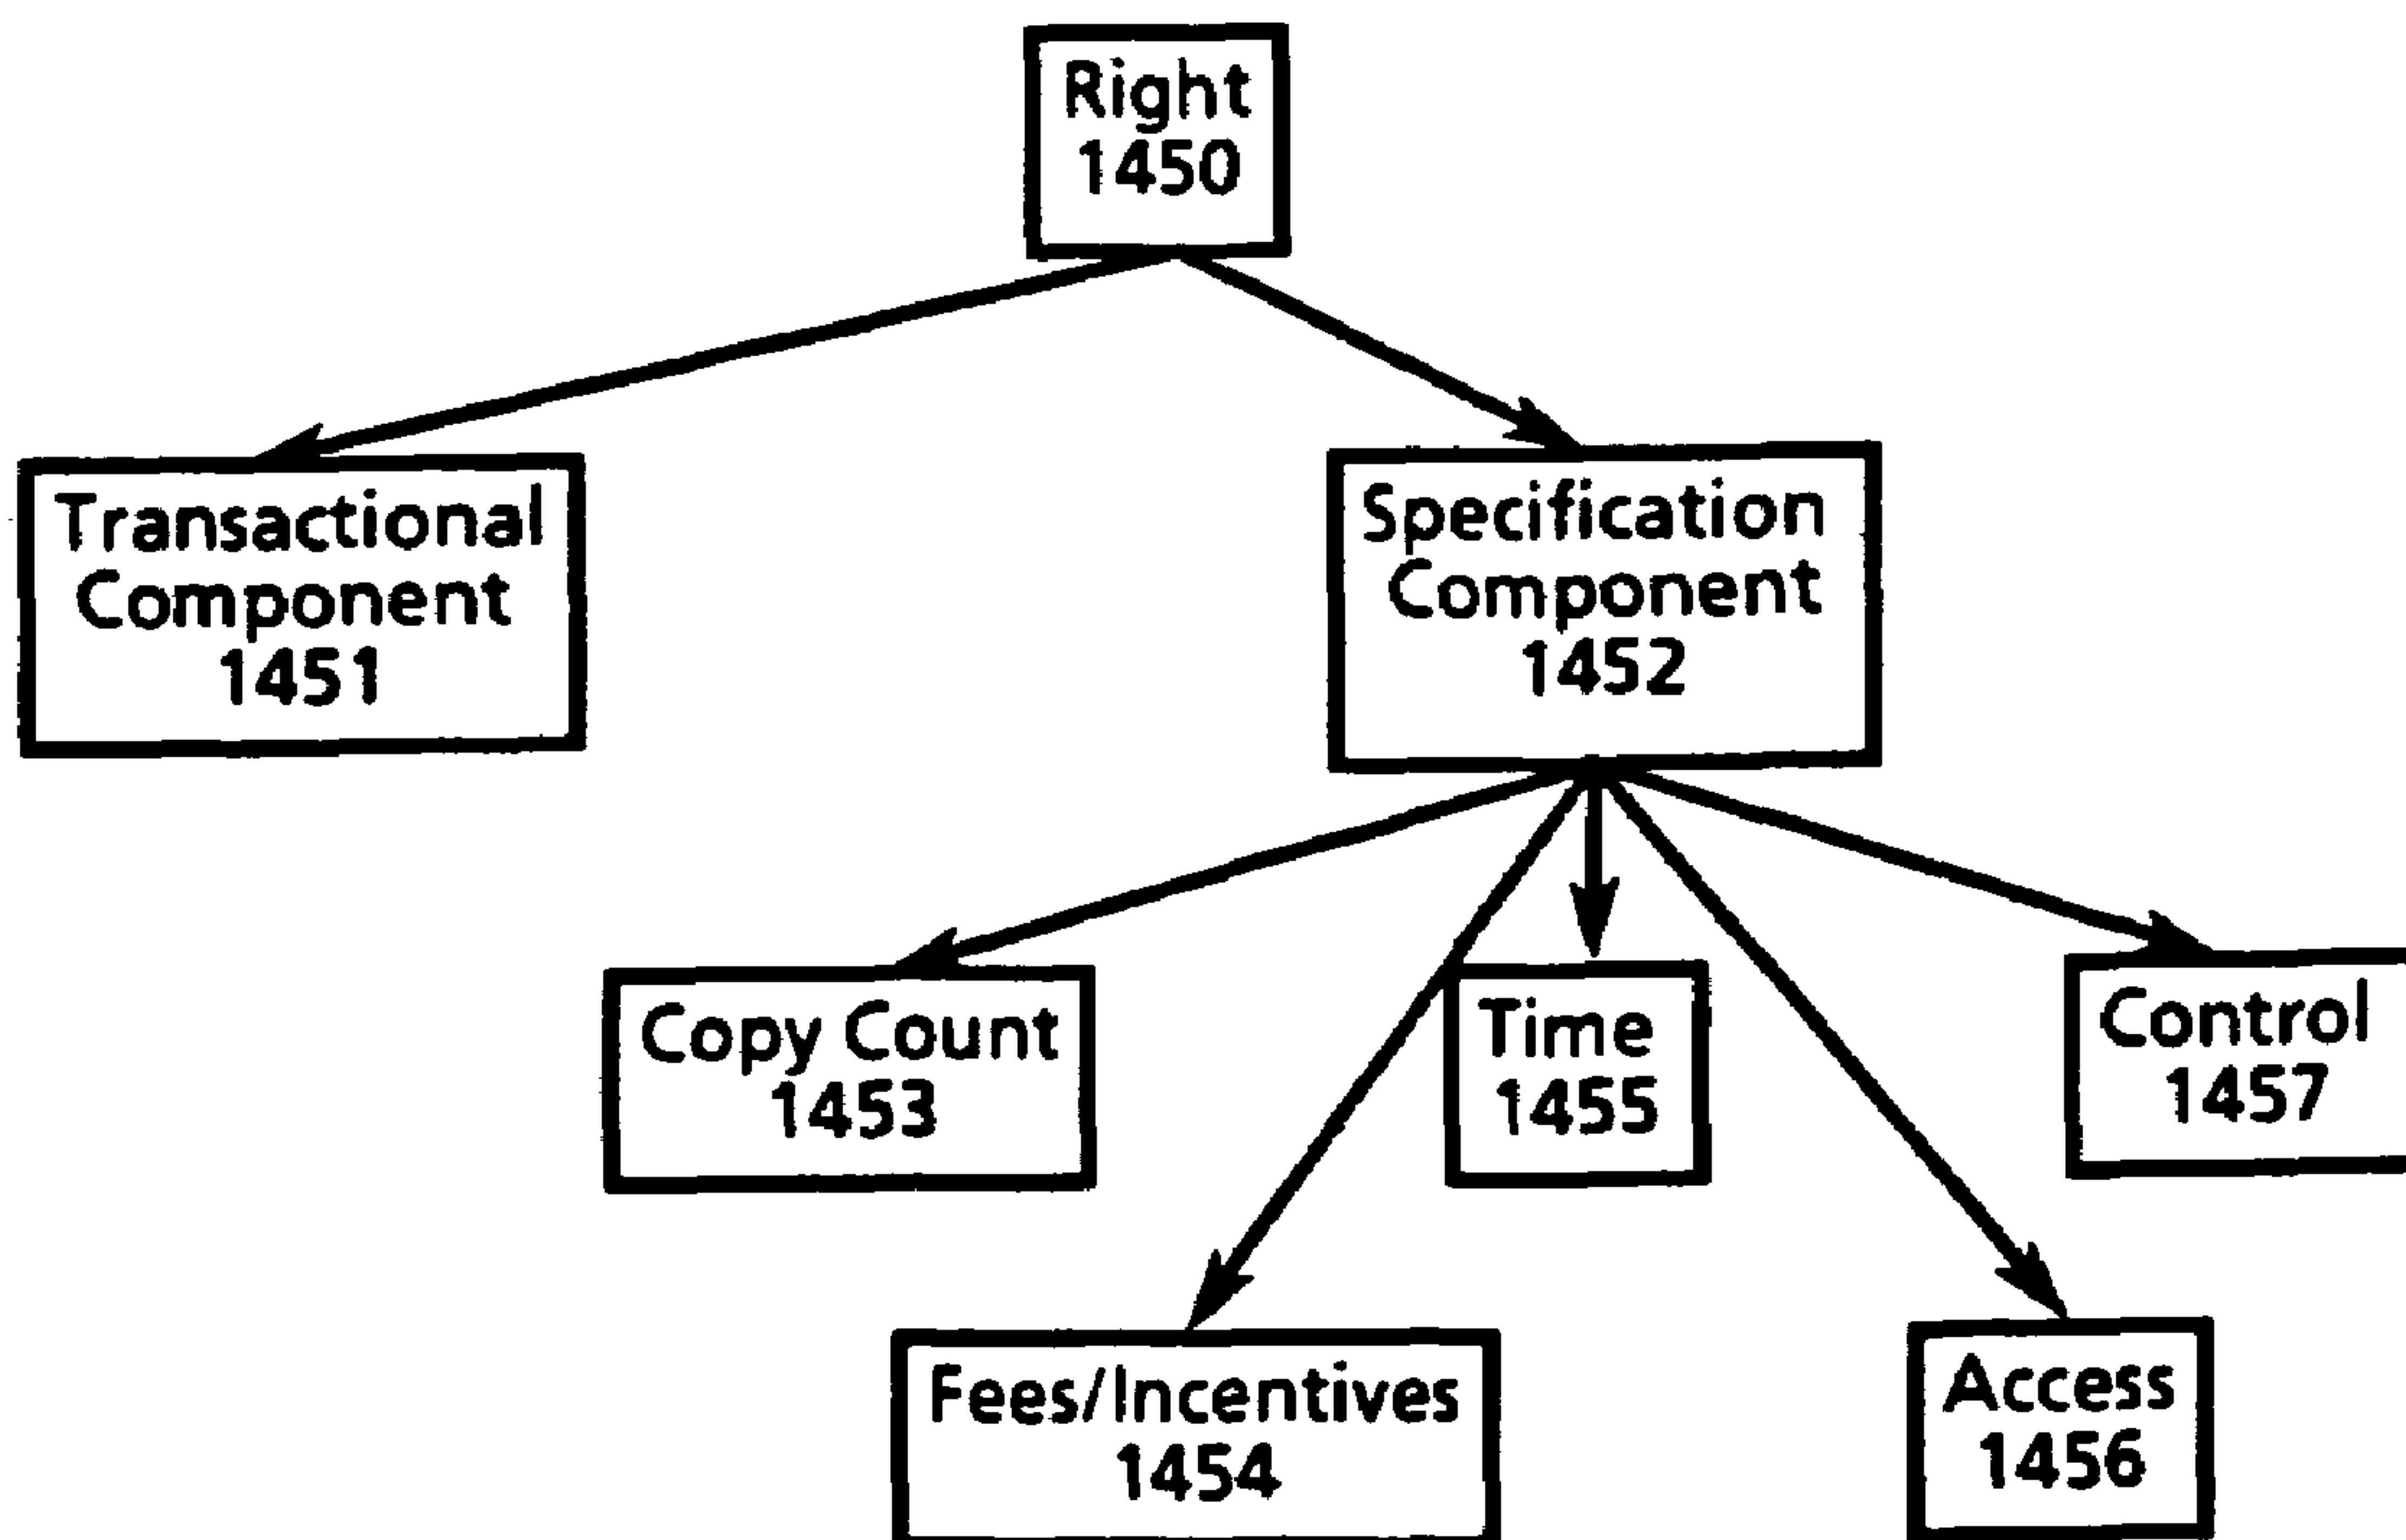 Right
1450
Transactional
Component
1451
Specification
Component
1452
Copy Count
1453
Time
1455
Control
1457
Fees/Incentives
1454
Access
1456